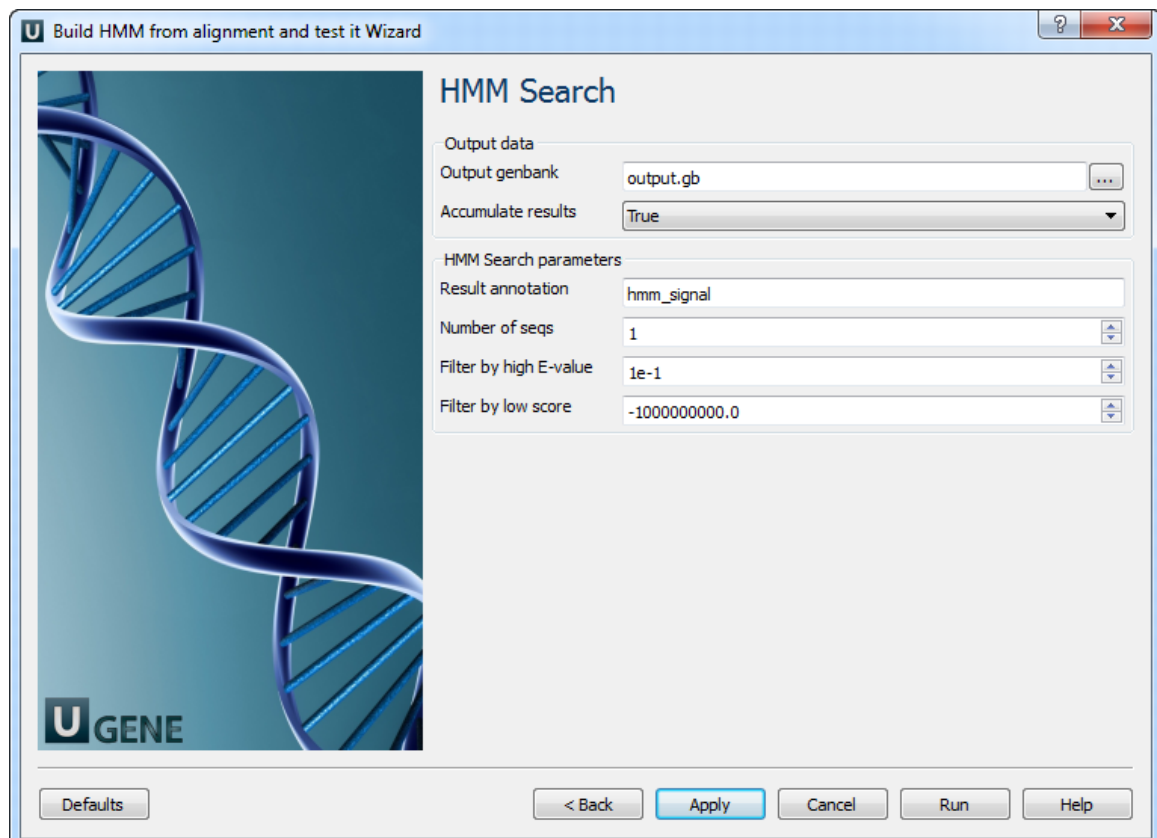 U Build HMM from alignment and test it Wizard ? X
HMM Search
Output data
Output genbank output.gb ...
Accumulate results True
HMM Search parameters
Result annotation hmm_signal
Number of seqs 1
Filter by high E-value 1e-1
Filter by low score -1000000000.0
U GENE
Defaults < Back Apply Cancel Run Help